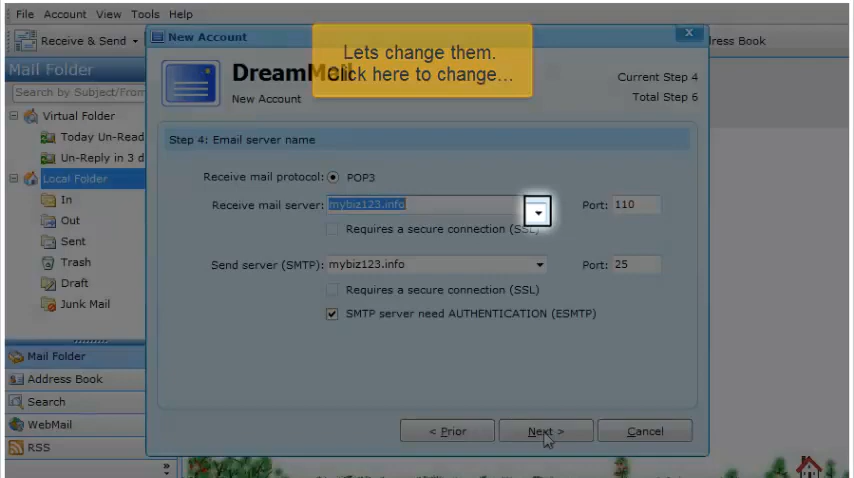 File Account View Tools Help
Receive & Send
New Account
Lets change them.
click here to change...
ress Book
Mail Folder
DreamMail
New Account
Current Step 4
Total Step 6
Search by Subject/From
Virtual Folder
Today Un-Read
Un-Reply in 3 d
Local Folder
In
Out
Sent
Trash
Draft
Junk Mail
Step 4: Email server name
Receive mail protocol: POP3
Receive mail server: mybiz123.info Port: 110
Requires a secure connection (SSL)
Send server (SMTP): mybiz123.info Port: 25
Requires a secure connection (SSL)
SMTP server need AUTHENTICATION (ESMTP)
Mail Folder
Address Book
Search
WebMail
RSS
< Prior Next > Cancel